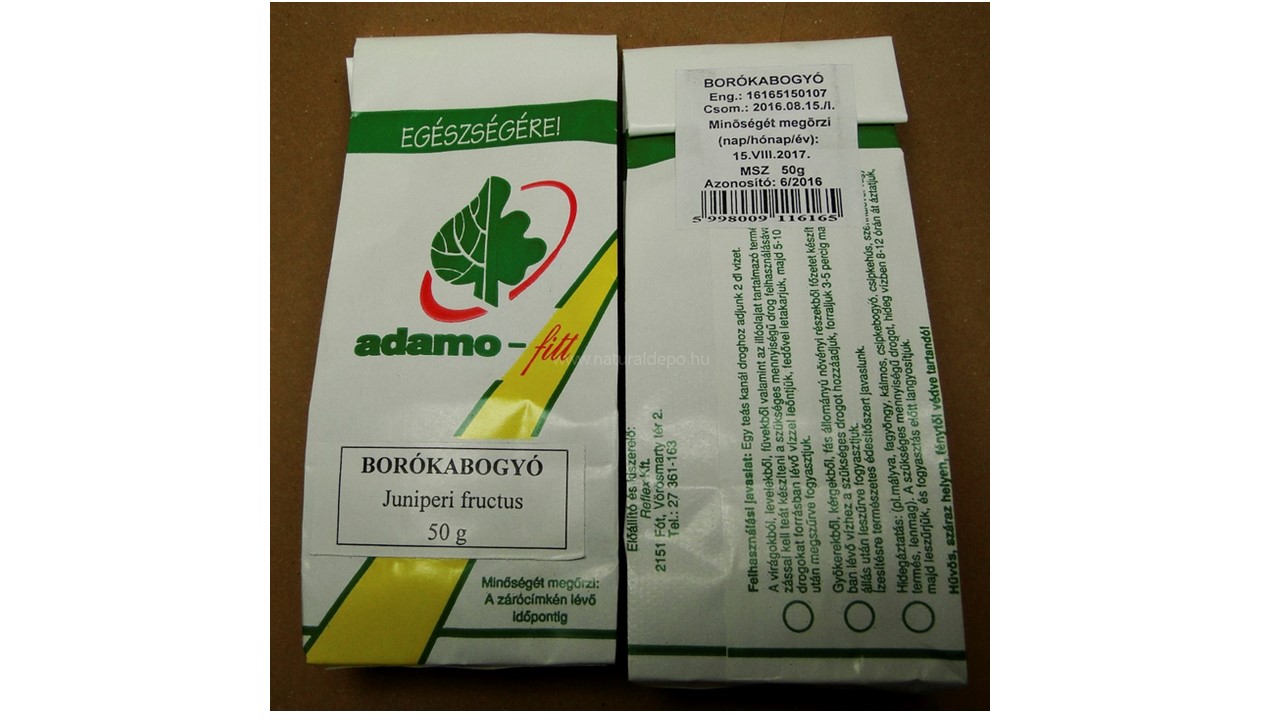 EGÉSZSÉGÉRE!
adamo - fitt
www.naturaldepo.hu
BORÓKABOGYÓ
Juniperi fructus
50 g
Minőségét megőrzi:
A zárócímkén lévő
időpontig
BORÓKABOGYÓ
Eng.: 16165150107
Csom.: 2016.08.15./I.
Minőségét megőrzi
(nap/hónap/év):
15.VIII.2017.
MSZ 50g
Azonosító: 6/2016
5 998009 116165
Előállító és kiszerelő:
Reflex Kft.
2151 Fót, Vörösmarty tér 2.
Tel.: 27 361-163
Felhasználási javaslat: Egy teás kanál droghoz adjunk 2 dl vizet.
A virágokból, levelekből, füvekből valamint az illóolajat tartalmazó
zással kell teát készíteni a szükséges mennyiségű drog
drogokat forrásban lévő vízzel leöntjük, fedővel letakarjuk, majd 5-10
után megszűrve fogyasztjuk.
Gyökerekből, kérgekből, fás állományú növényi részekből főzetet
ban lévő vízhez a szükséges drogot hozzáadjuk, forraljuk 3-5 percig
állás után leszűrve fogyasztjuk.
Ízesítésre természetes édesítőszert javaslunk.
Hidegáztatás: (pl.mályva, fagyöngy, kálmos, csipkebogyó, csipkehús,
termés, lenmag). A szükséges mennyiségű drogot, hideg vízben 8-12 órán át áztatjuk,
majd leszűrjük, és fogyasztás előtt langyosítjuk.
Hűvös, száraz helyen, fénytől védve tartandó!